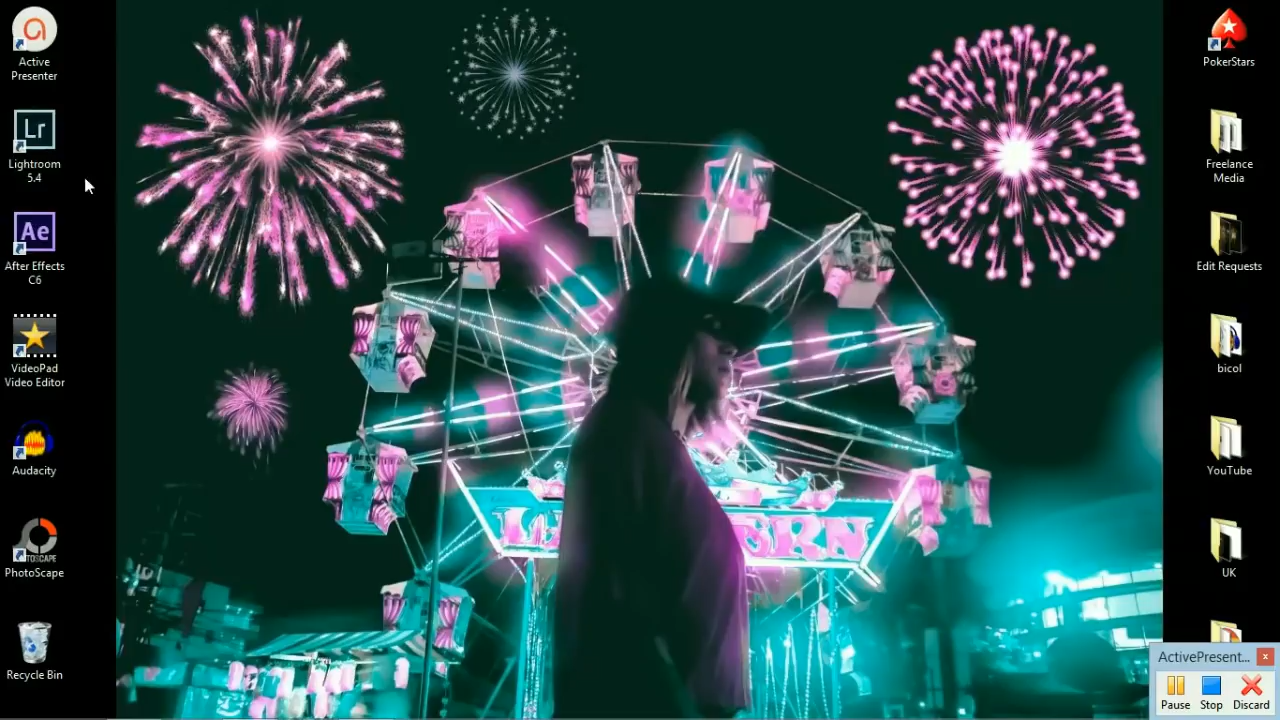 Active
Presenter
Lr
Lightroom
5.4
Ae
After Effects
C6
VideoPad
Video Editor
Audacity
PhotoScape
Recycle Bin
PokerStars
Freelance
Media
Edit Requests
bicol
YouTube
UK
ActivePresent...
Pause
Stop
Discard